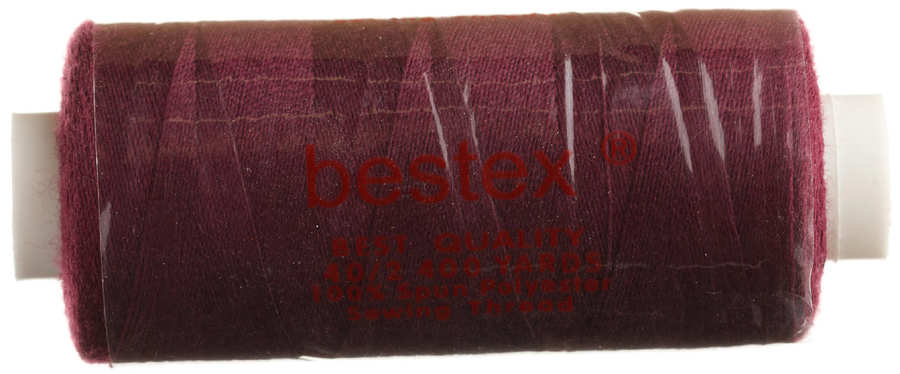 bestex ®
BEST QUALITY
40/2 400 YARDS
100% Spun Polyester
Sewing Thread